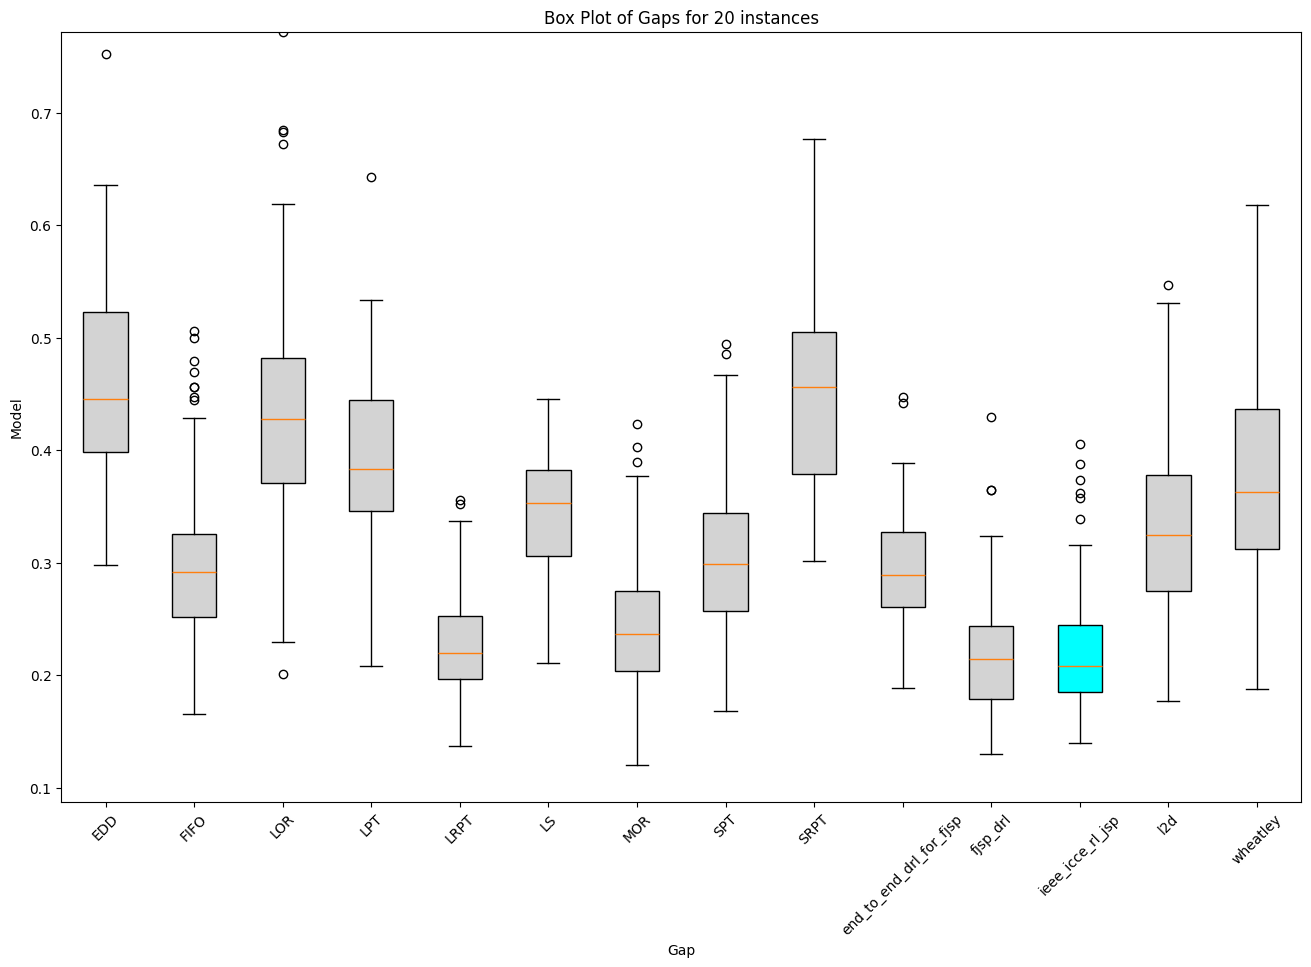 Box Plot of Gaps for 20 instances
Model
0.7
0.6
0.5
0.4
0.3
0.2
0.1
EDD
FIFO
LOR
LPT
LRPT
LS
MOR
SPT
SRPT
end_to_end_drl_for_fjsp
fjsp_drl
ieee_icce_rl_jsp
l2d
wheatley
Gap